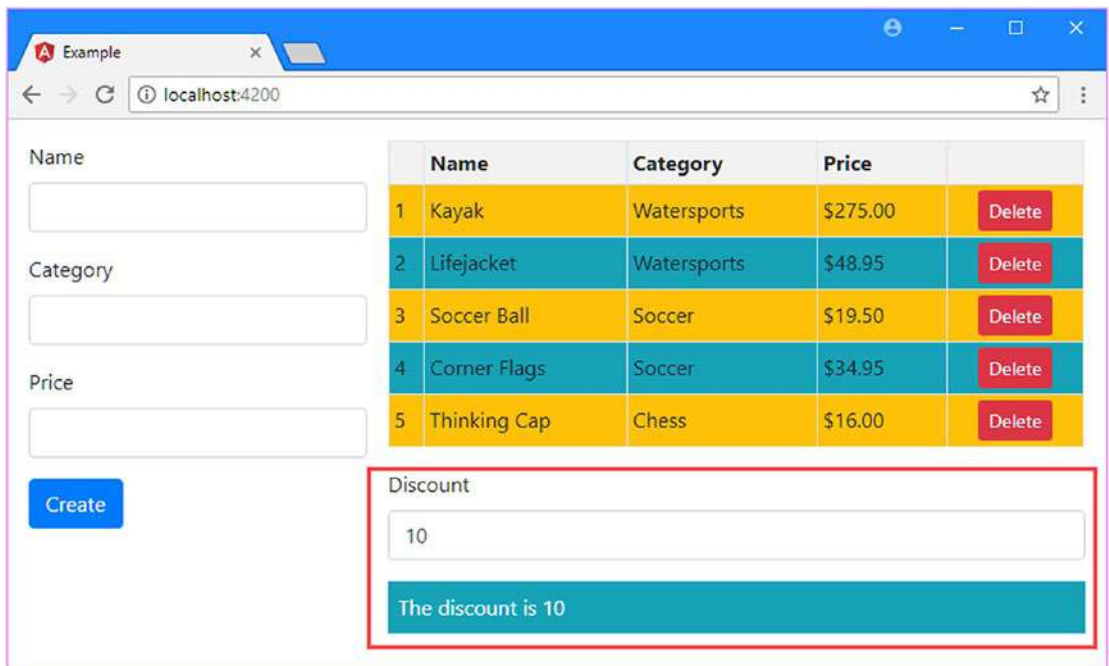 Example
localhost:4200
Name
Category
Price
Create
Name Category Price
1 Kayak Watersports $275.00 Delete
2 Lifejacket Watersports $48.95 Delete
3 Soccer Ball Soccer $19.50 Delete
4 Corner Flags Soccer $34.95 Delete
5 Thinking Cap Chess $16.00 Delete
Discount
10
The discount is 10